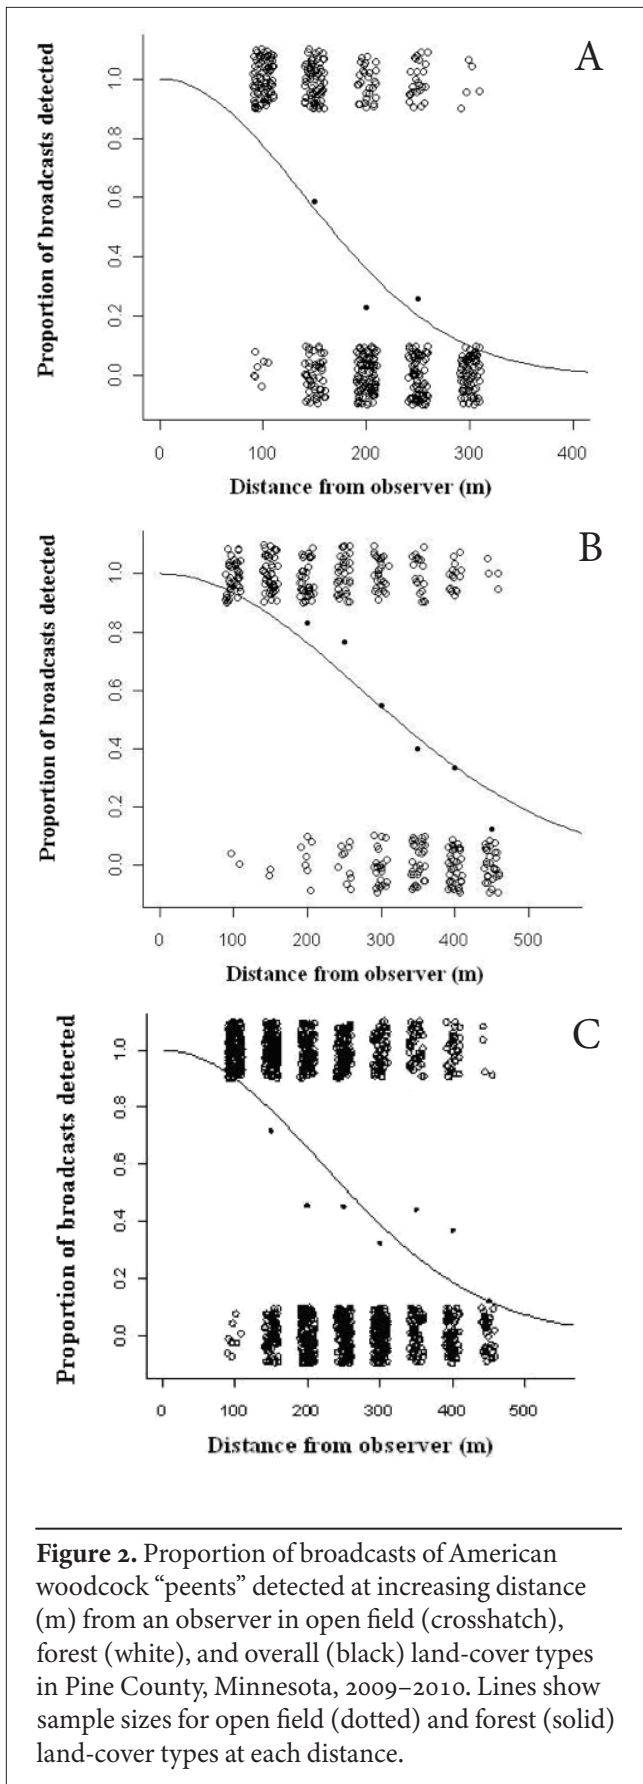 A
Proportion of broadcasts detected
1.0
0.8
0.6
0.4
0.2
0.0
0 100 200 300 400
Distance from observer (m)
B
Proportion of broadcasts detected
1.0
0.8
0.6
0.4
0.2
0.0
0 100 200 300 400 500
Distance from observer (m)
C
Proportion of broadcasts detected
1.0
0.8
0.6
0.4
0.2
0.0
0 100 200 300 400 500
Distance from observer (m)
Figure 2. Proportion of broadcasts of American
woodcock “peents” detected at increasing distance
(m) from an observer in open field (crosshatch),
forest (white), and overall (black) land-cover types
in Pine County, Minnesota, 2009–2010. Lines show
sample sizes for open field (dotted) and forest (solid)
land-cover types at each distance.